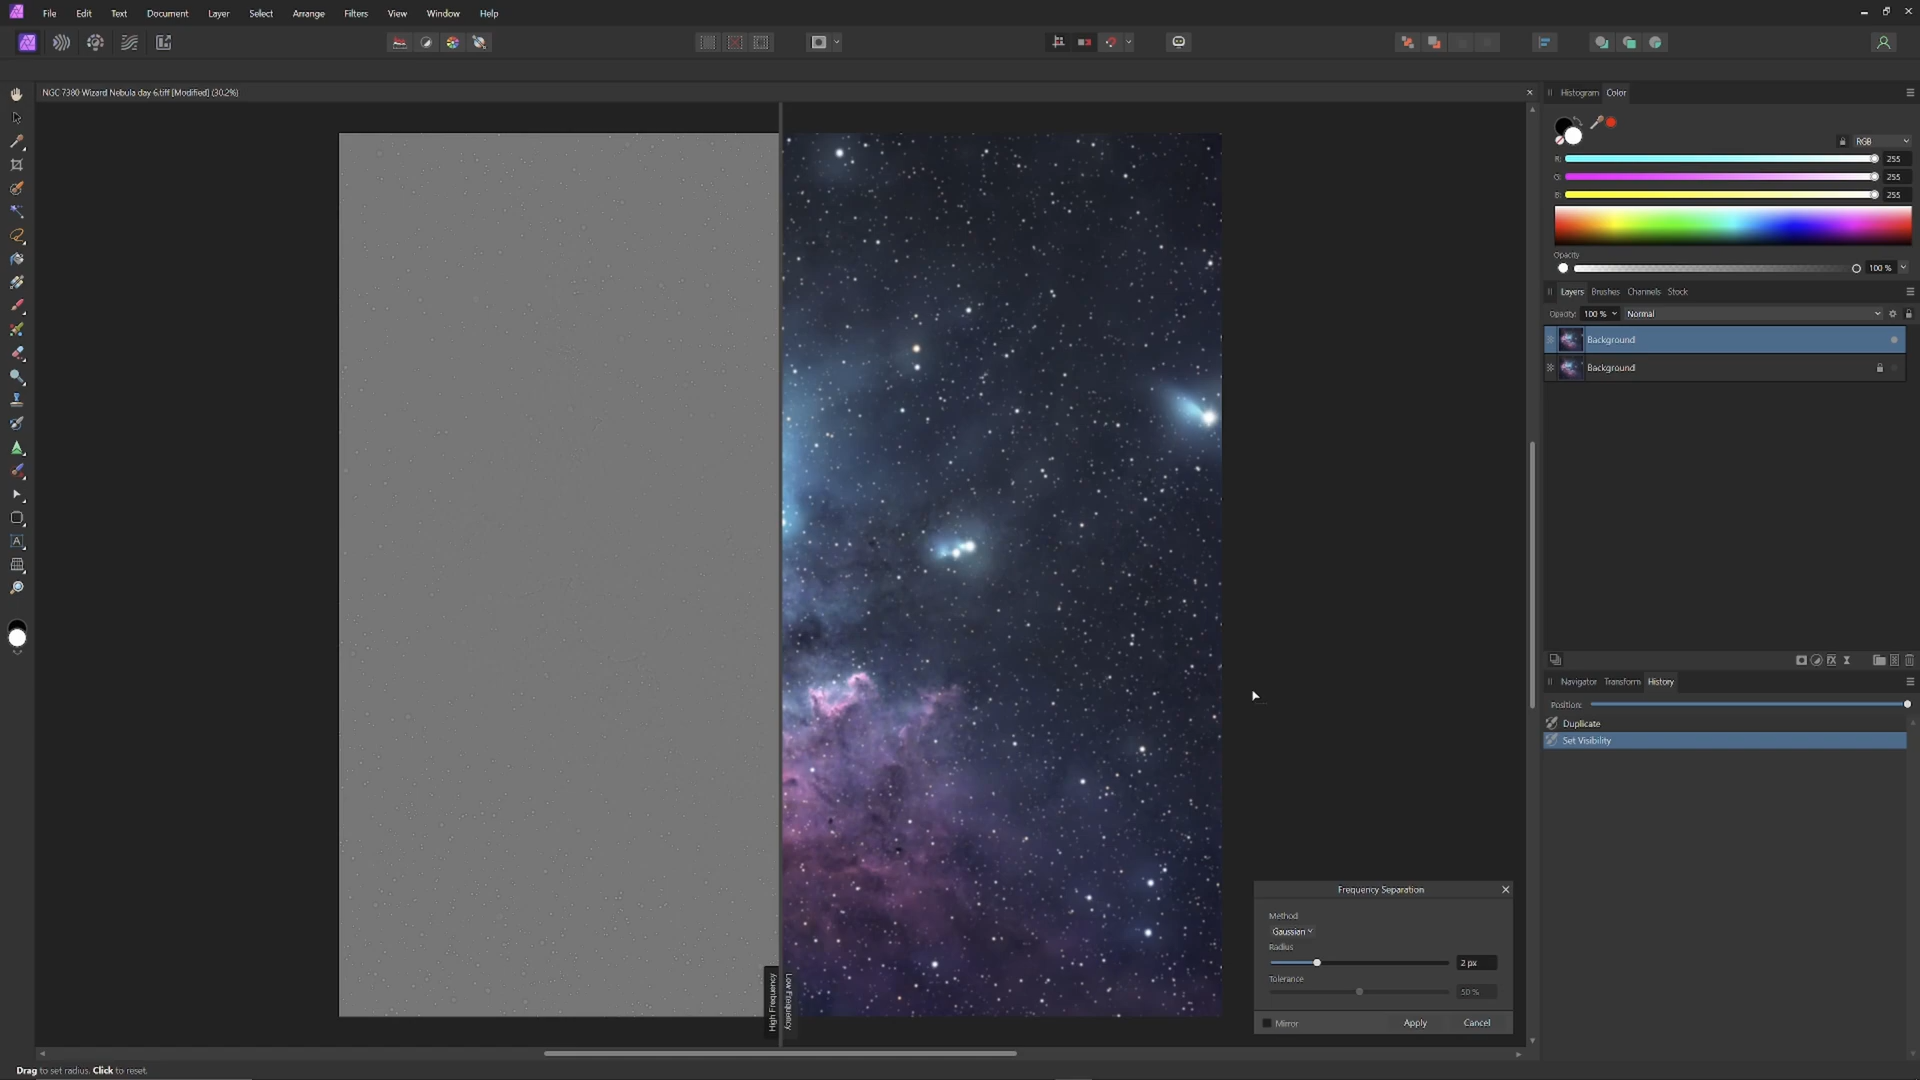 File Edit Text Document Layer Select Arrange Filters View Window Help
NGC 7380 Wizard Nebula day 6.tiff [Modified] (30.2%)
Histogram Color
RGB
R: 255
G: 255
B: 255
Opacity
100 %
Layers Brushes Channels Stock
Opacity: 100 % Normal
Background
Background
Navigator Transform History
Position:
Duplicate
Set Visibility
High Frequency
Low Frequency
Frequency Separation
Method
Gaussian
Radius
2 px
Tolerance
50 %
Mirror Apply Cancel
Drag to set radius. Click to reset.